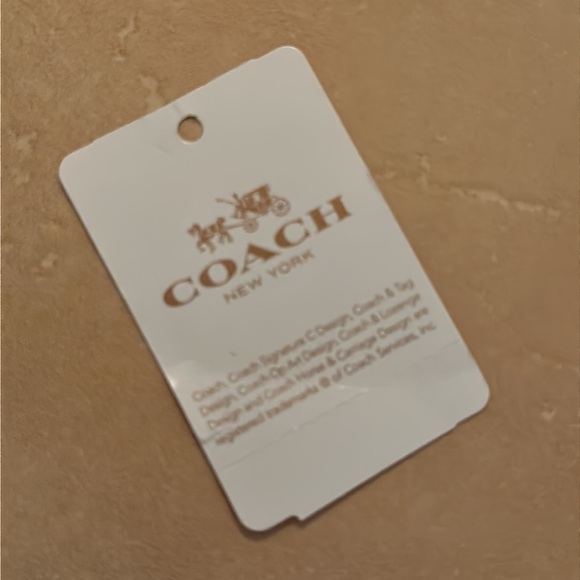 COACH
NEW YORK
Coach, Coach Signature C Design, Coach & Tag
Design, Coach Op Art Design, Coach & Lozenge
Design and Coach Horse & Carriage Design are
registered trademarks ® of Coach Services, Inc.